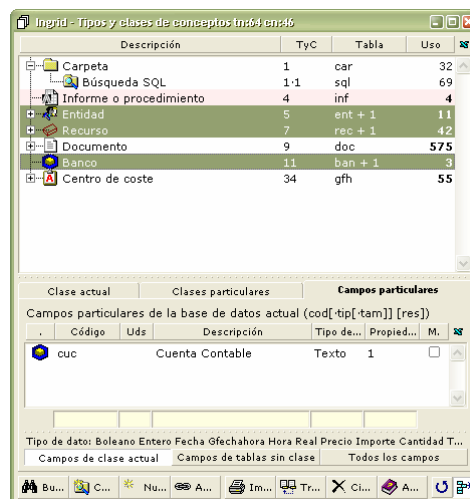 Ingrid - Tipos y clases de conceptos tn:64 cn:46
Descripción TyC Tabla Uso
Carpeta 1 car 32
Búsqueda SQL 1·1 sql 69
Informe o procedimiento 4 inf 4
Entidad 5 ent + 1 11
Recurso 7 rec + 1 42
Documento 9 doc 575
Banco 11 ban + 1 3
Centro de coste 34 gfh 55
Clase actual Clases particulares Campos particulares
Campos particulares de la base de datos actual (cod[·tip[·tam]] [res])
. Código Uds Descripción Tipo de... Propied... M.
cuc Cuenta Contable Texto 1
Tipo de dato: Boleano Entero Fecha Gfechahora Hora Real Precio Importe Cantidad T...
Campos de clase actual Campos de tablas sin clase Todos los campos
Bu... C... Nu... A... Im... Tr... Ci... A...